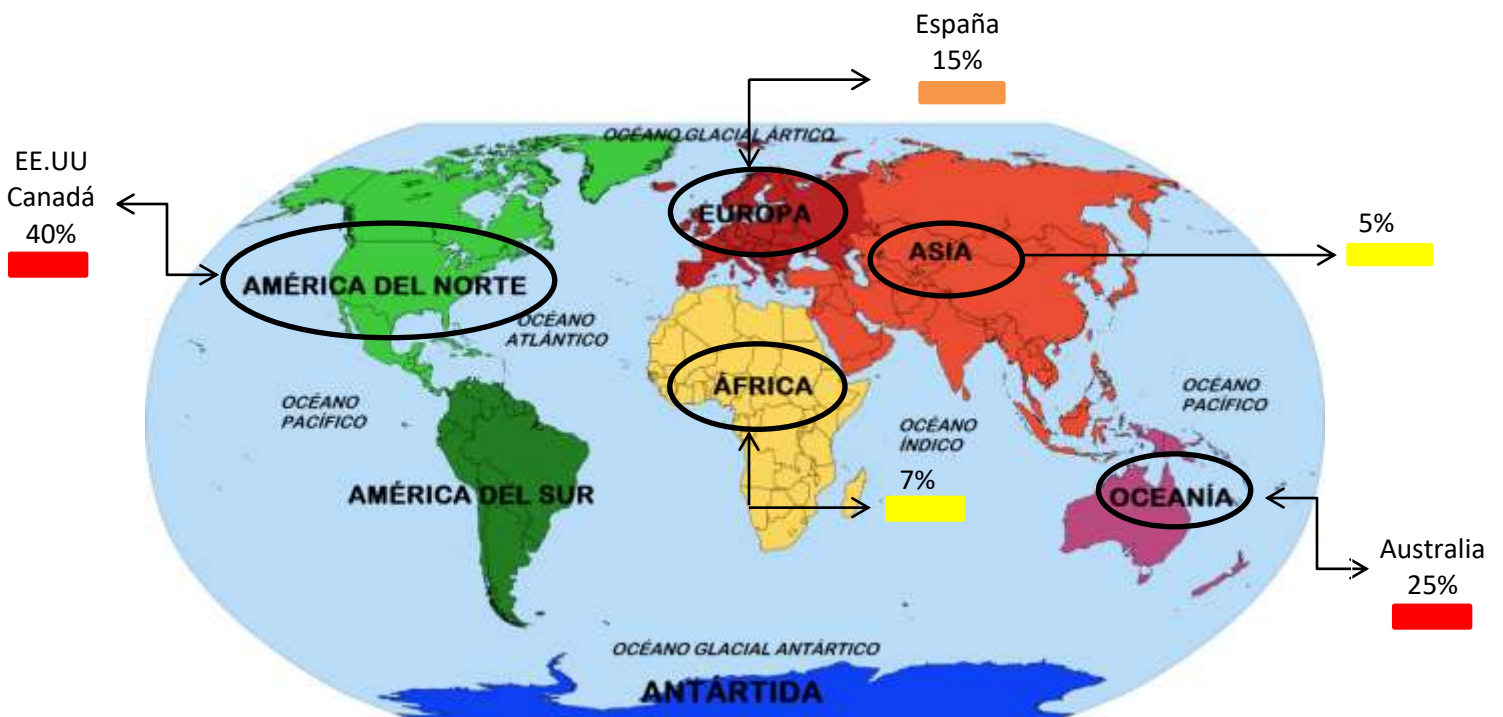 España
15%
OCÉANO GLACIAL ÁRTICO
EE.UU
Canadá
40%
EUROPA
5%
ASIA
AMÉRICA DEL NORTE
OCÉANO
ATLÁNTICO
ÁFRICA
OCÉANO
PACÍFICO
OCÉANO
PACÍFICO
OCÉANO
ÍNDICO
7%
AMÉRICA DEL SUR
OCEANÍA
Australia
25%
OCÉANO GLACIAL ANTÁRTICO
ANTÁRTIDA